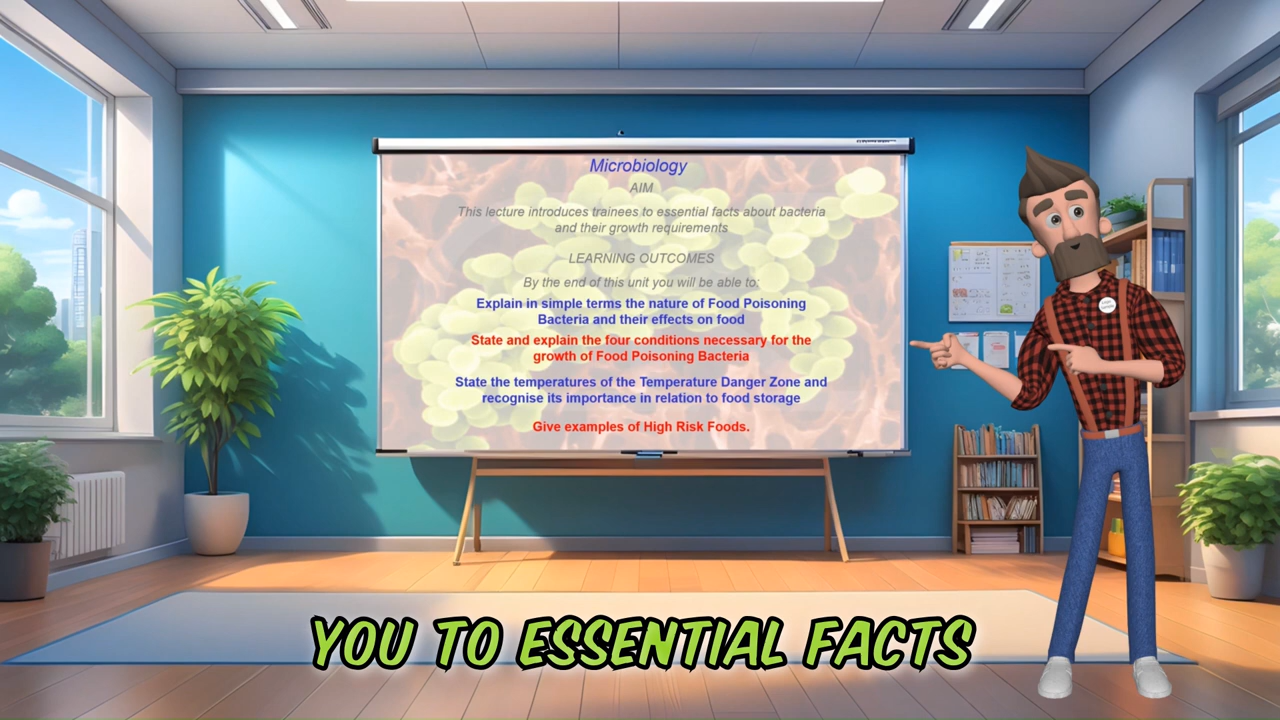 Microbiology
AIM
This lecture introduces trainees to essential facts about bacteria
and their growth requirements
LEARNING OUTCOMES
By the end of this unit you will be able to:
Explain in simple terms the nature of Food Poisoning
Bacteria and their effects on food
State and explain the four conditions necessary for the
growth of Food Poisoning Bacteria
State the temperatures of the Temperature Danger Zone and
recognise its importance in relation to food storage
Give examples of High Risk Foods.
YOU TO ESSENTIAL FACTS